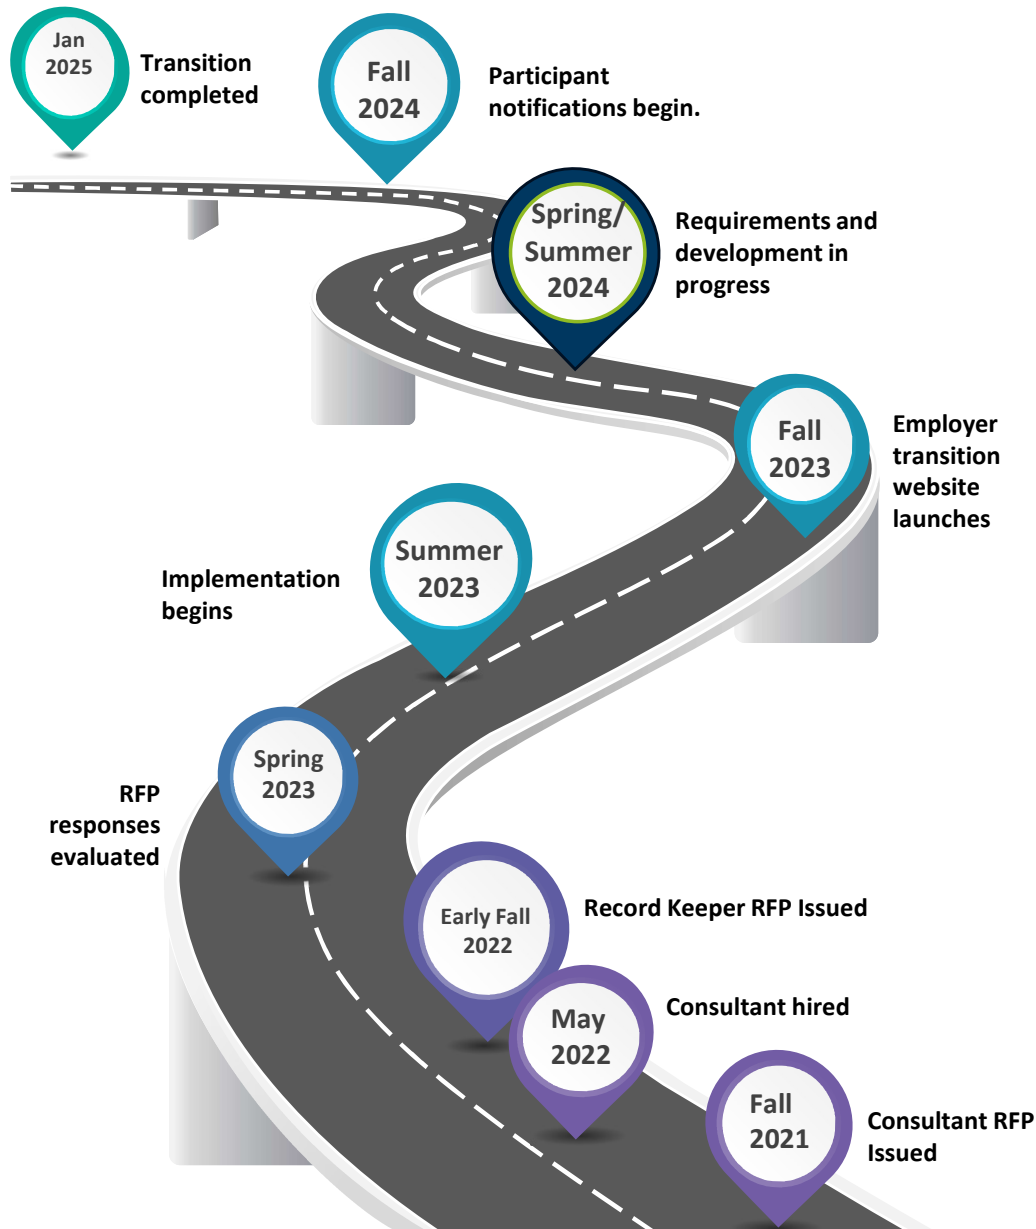 Jan
2025
Transition
completed
Fall
2024
Participant
notifications begin.
Spring/
Summer
2024
Requirements and
development in
progress
Fall
2023
Employer
transition
website
launches
Summer
2023
Implementation
begins
Spring
2023
RFP
responses
evaluated
Early Fall
2022
Record Keeper RFP Issued
May
2022
Consultant hired
Fall
2021
Consultant RFP
Issued